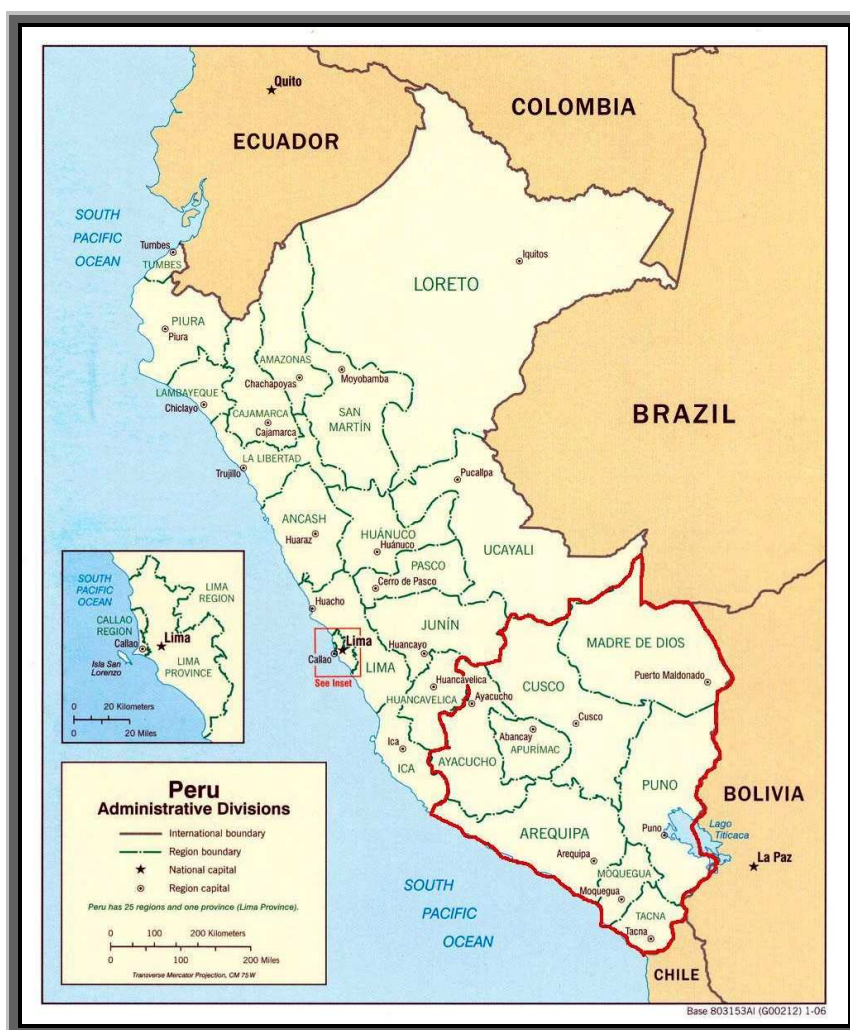 Quito
COLOMBIA
ECUADOR
SOUTH
PACIFIC
OCEAN
Tumbes
TUMBES
Iquitos
LORETO
PIURA
Piura
AMAZONAS
Chachapoyas
Moyobamba
LAMBAYEQUE
Chiclayo
CAJAMARCA
Cajamarca
SAN
MARTÍN
BRAZIL
LA LIBERTAD
Trujillo
Pucallpa
ANCASH
Huaraz
HUÁNUCO
Huánuco
UCAYALI
PASCO
Cerro de Pasco
Huacho
JUNÍN
Lima
Callao
See Inset
LIMA
Huancayo
Huancavelica
HUANCAVELICA
Ayacucho
CUSCO
MADRE DE DIOS
Puerto Maldonado
Cusco
Abancay
APURÍMAC
AYACUCHO
Ica
ICA
PUNO
BOLIVIA
Lago
Titicaca
Puno
AREQUIPA
Arequipa
La Paz
MOQUEGUA
Moquegua
TACNA
Tacna
SOUTH
PACIFIC
OCEAN
CHILE
SOUTH
PACIFIC
OCEAN
LIMA
REGION
CALLAO
REGION
Callao
Lima
Isla San
Lorenzo
LIMA
PROVINCE
0 20 Kilometers
0 20 Miles
Peru
Administrative Divisions
International boundary
Region boundary
National capital
Region capital
Peru has 25 regions and one province (Lima Province).
0 100 200 Kilometers
0 100 200 Miles
Transverse Mercator Projection, CM 75W
Base 803153AI (G00212) 1-06